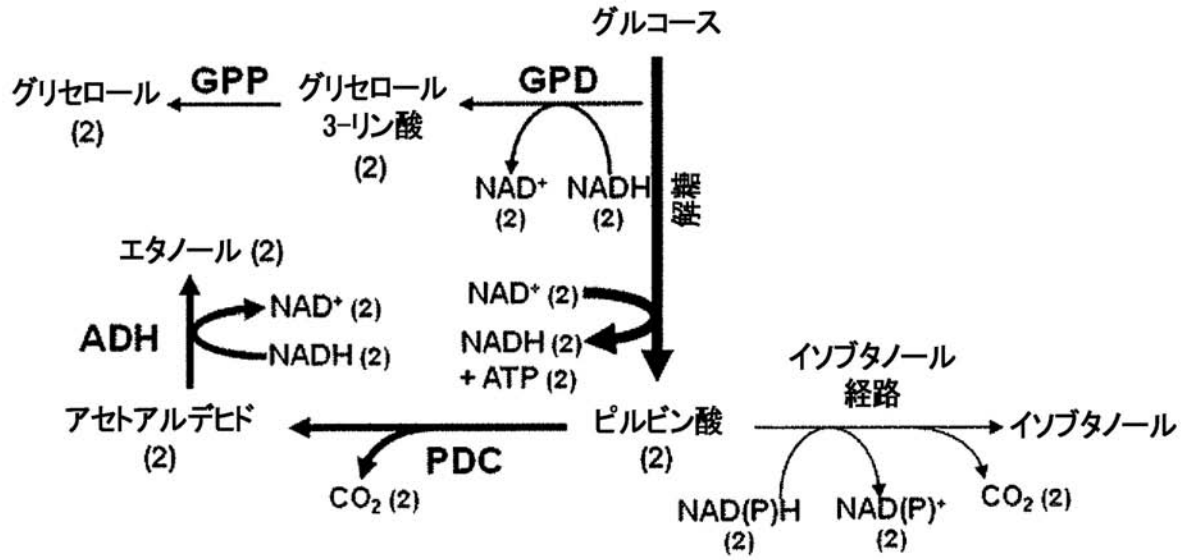 グルコース
グリセロール
(2)
GPP
グリセロール
3-リン酸
(2)
GPD
NAD⁺
(2)
NADH
(2)
解糖
エタノール (2)
ADH
NAD⁺ (2)
NADH (2)
NAD⁺ (2)
NADH (2)
+ ATP (2)
アセトアルデヒド
(2)
PDC
CO₂ (2)
ピルビン酸
(2)
イソブタノール
経路
イソブタノール
NAD(P)H
(2)
NAD(P)⁺
(2)
CO₂ (2)